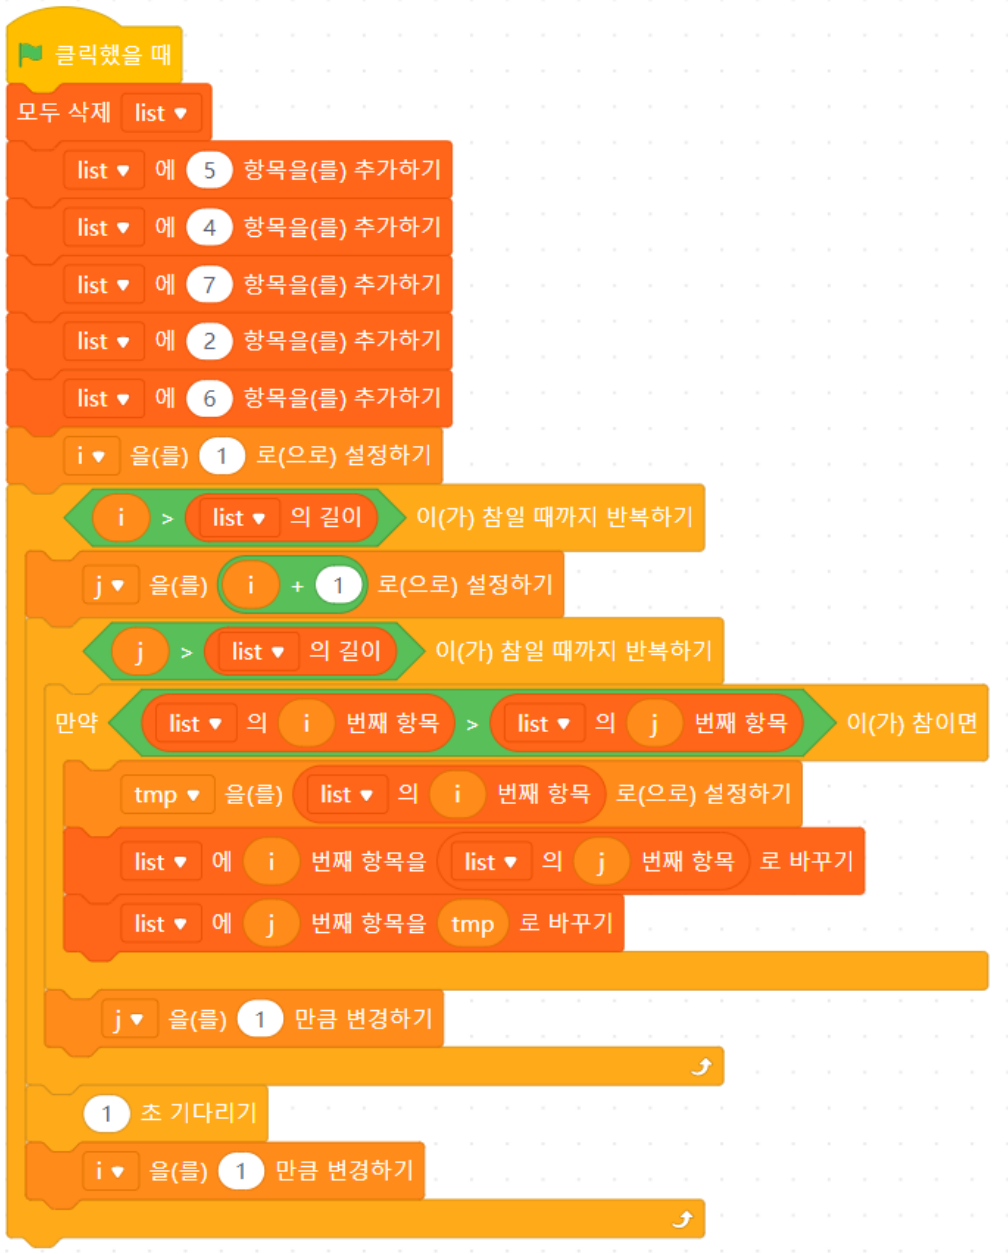 클릭했을 때
모두 삭제 list
list 에 5 항목을(를) 추가하기
list 에 4 항목을(를) 추가하기
list 에 7 항목을(를) 추가하기
list 에 2 항목을(를) 추가하기
list 에 6 항목을(를) 추가하기
i 을(를) 1 로(으로) 설정하기
i > list 의 길이 이(가) 참일 때까지 반복하기
j 을(를) i + 1 로(으로) 설정하기
j > list 의 길이 이(가) 참일 때까지 반복하기
만약 list 의 i 번째 항목 > list 의 j 번째 항목 이(가) 참이면
tmp 을(를) list 의 i 번째 항목 로(으로) 설정하기
list 에 i 번째 항목을 list 의 j 번째 항목 로 바꾸기
list 에 j 번째 항목을 tmp 로 바꾸기
j 을(를) 1 만큼 변경하기
1 초 기다리기
i 을(를) 1 만큼 변경하기